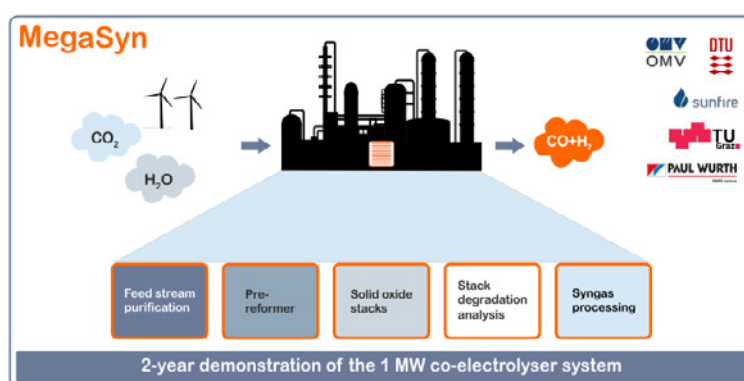 MegaSyn
OMV
OMV
DTU
sunfire
TU
Graz
PAUL WURTH
CO₂
H₂O
CO+H₂
Feed stream
purification
Pre-
reformer
Solid oxide
stacks
Stack
degradation
analysis
Syngas
processing
2-year demonstration of the 1 MW co-electrolyser system